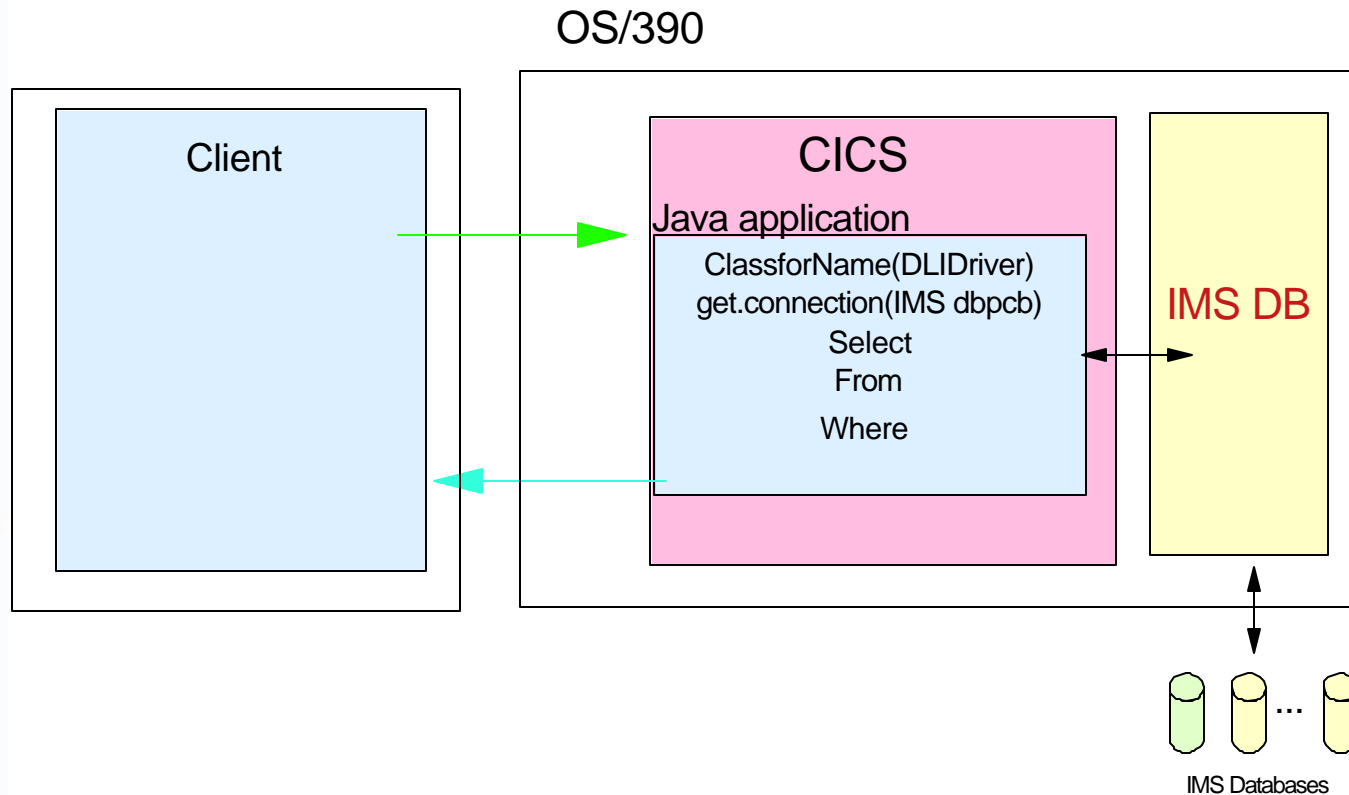 OS/390
Client
CICS
Java application
ClassforName(DLIDriver)
get.connection(IMS dbpcb)
Select
From
Where
IMS DB
...
IMS Databases